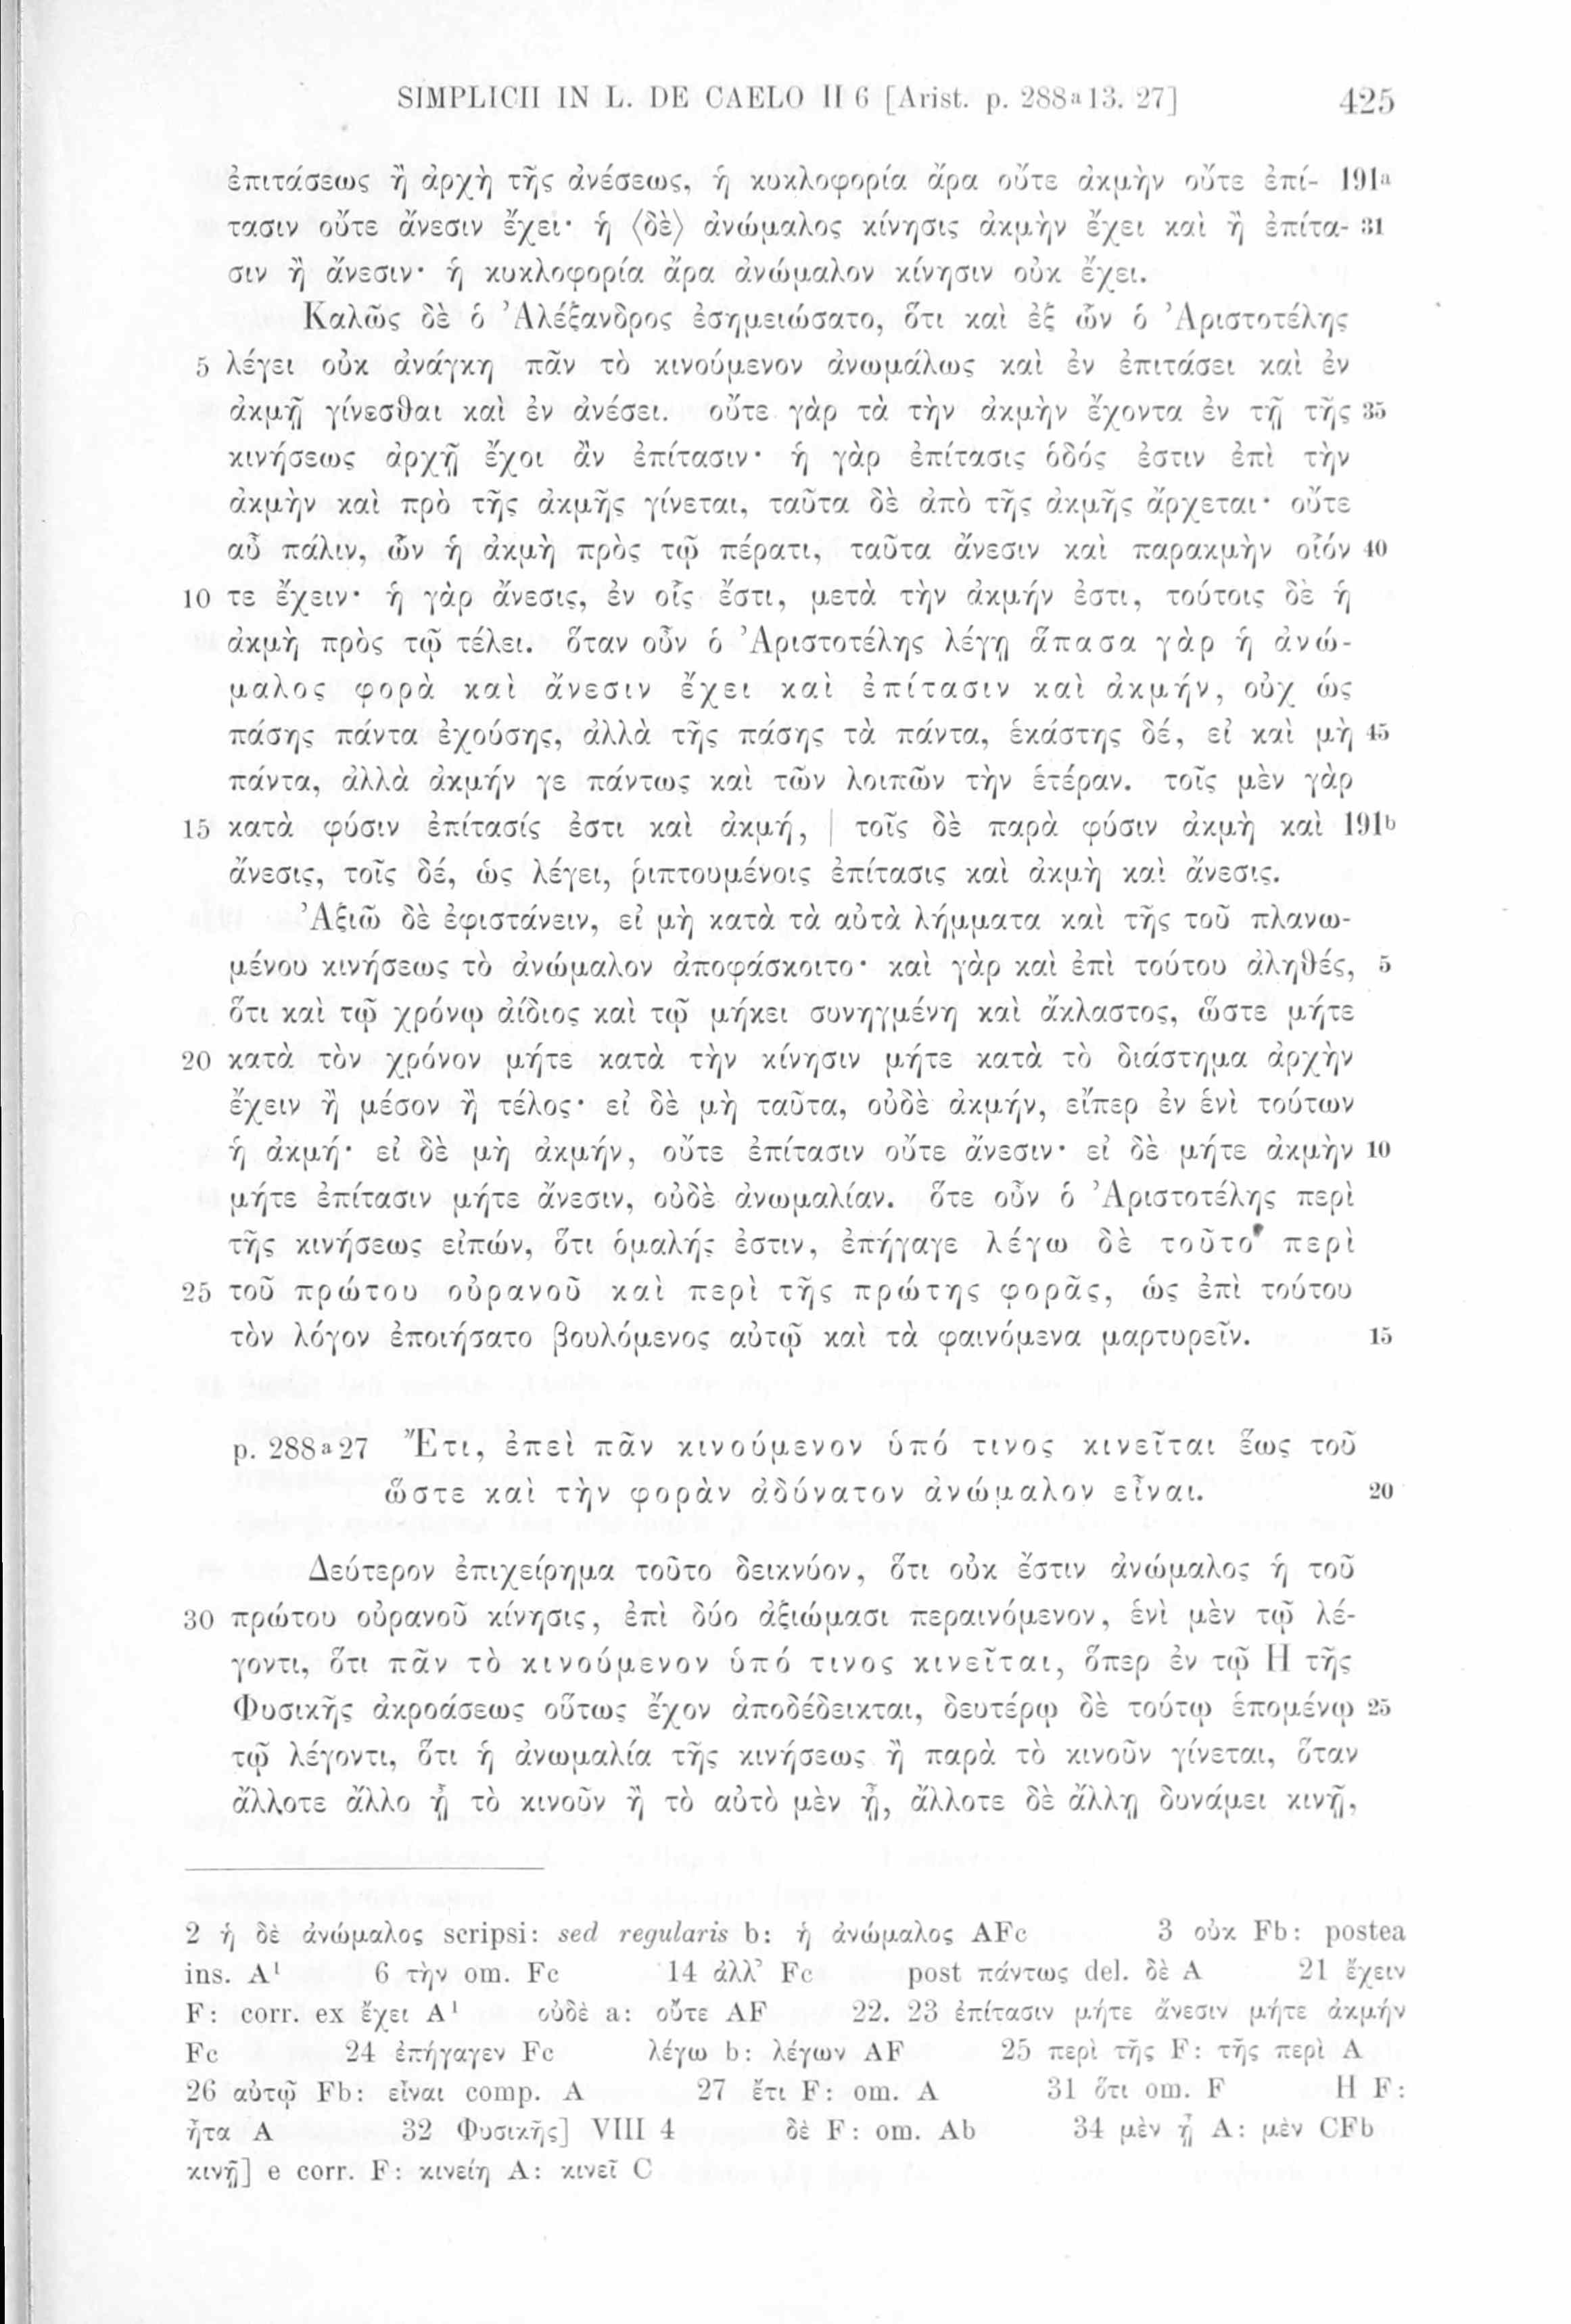 SIMPLICII IN L. DE CAELO II 6 [Arist. p. 288a13. 27] 425
ἐπιτάσεως ἢ ἀρχὴ τῆς ἀνέσεως, ἡ κυκλοφορία ἄρα οὔτε ἀκμὴν οὔτε ἐπί- 191a
τασιν οὔτε ἄνεσιν ἔχει· ἡ ⟨δὲ⟩ ἀνώμαλος κίνησις ἀκμὴν ἔχει καὶ ἢ ἐπίτα- 31
σιν ἢ ἄνεσιν· ἡ κυκλοφορία ἄρα ἀνώμαλον κίνησιν οὐκ ἔχει.
Καλῶς δὲ ὁ Ἀλέξανδρος ἐσημειώσατο, ὅτι καὶ ἐξ ὧν ὁ Ἀριστοτέλης
5 λέγει οὐκ ἀνάγκη πᾶν τὸ κινούμενον ἀνωμάλως καὶ ἐν ἐπιτάσει καὶ ἐν
ἀκμῇ γίνεσθαι καὶ ἐν ἀνέσει. οὔτε γὰρ τὰ τὴν ἀκμὴν ἔχοντα ἐν τῇ τῆς 35
κινήσεως ἀρχῇ ἔχοι ἂν ἐπίτασιν· ἡ γὰρ ἐπίτασις ὁδός ἐστιν ἐπὶ τὴν
ἀκμὴν καὶ πρὸ τῆς ἀκμῆς γίνεται, ταῦτα δὲ ἀπὸ τῆς ἀκμῆς ἄρχεται· οὔτε
αὖ πάλιν, ὧν ἡ ἀκμὴ πρὸς τῷ πέρατι, ταῦτα ἄνεσιν καὶ παρακμὴν οἷόν 40
10 τε ἔχειν· ἡ γὰρ ἄνεσις, ἐν οἷς ἔστι, μετὰ τὴν ἀκμήν ἐστι, τούτοις δὲ ἡ
ἀκμὴ πρὸς τῷ τέλει. ὅταν οὖν ὁ Ἀριστοτέλης λέγῃ ἅπασα γὰρ ἡ ἀνώ-
μαλος φορὰ καὶ ἄνεσιν ἔχει καὶ ἐπίτασιν καὶ ἀκμήν, οὐχ ὡς
πάσης πάντα ἐχούσης, ἀλλὰ τῆς πάσης τὰ πάντα, ἑκάστης δέ, εἰ καὶ μὴ 45
πάντα, ἀλλὰ ἀκμήν γε πάντως καὶ τῶν λοιπῶν τὴν ἑτέραν. τοῖς μὲν γὰρ
15 κατὰ φύσιν ἐπίτασίς ἐστι καὶ ἀκμή, | τοῖς δὲ παρὰ φύσιν ἀκμὴ καὶ 191b
ἄνεσις, τοῖς δέ, ὡς λέγει, ῥιπτουμένοις ἐπίτασις καὶ ἀκμὴ καὶ ἄνεσις.
Ἀξιῶ δὲ ἐφιστάνειν, εἰ μὴ κατὰ τὰ αὐτὰ λήμματα καὶ τῆς τοῦ πλανω-
μένου κινήσεως τὸ ἀνώμαλον ἀποφάσκοιτο· καὶ γὰρ καὶ ἐπὶ τούτου ἀληθές, 5
ὅτι καὶ τῷ χρόνῳ ἀίδιος καὶ τῷ μήκει συνηγμένη καὶ ἄκλαστος, ὥστε μήτε
20 κατὰ τὸν χρόνον μήτε κατὰ τὴν κίνησιν μήτε κατὰ τὸ διάστημα ἀρχὴν
ἔχειν ἢ μέσον ἢ τέλος· εἰ δὲ μὴ ταῦτα, οὐδὲ ἀκμήν, εἴπερ ἐν ἑνὶ τούτων
ἡ ἀκμή· εἰ δὲ μὴ ἀκμήν, οὔτε ἐπίτασιν οὔτε ἄνεσιν· εἰ δὲ μήτε ἀκμὴν 10
μήτε ἐπίτασιν μήτε ἄνεσιν, οὐδὲ ἀνωμαλίαν. ὅτε οὖν ὁ Ἀριστοτέλης περὶ
τῆς κινήσεως εἰπών, ὅτι ὁμαλής ἐστιν, ἐπήγαγε λέγω δὲ τοῦτο περὶ
25 τοῦ πρώτου οὐρανοῦ καὶ περὶ τῆς πρώτης φορᾶς, ὡς ἐπὶ τούτου
τὸν λόγον ἐποιήσατο βουλόμενος αὐτῷ καὶ τὰ φαινόμενα μαρτυρεῖν. 15
p. 288a27 Ἔτι, ἐπεὶ πᾶν κινούμενον ὑπό τινος κινεῖται ἕως τοῦ
ὥστε καὶ τὴν φορὰν ἀδύνατον ἀνώμαλον εἶναι. 20
Δεύτερον ἐπιχείρημα τοῦτο δεικνύον, ὅτι οὐκ ἔστιν ἀνώμαλος ἡ τοῦ
30 πρώτου οὐρανοῦ κίνησις, ἐπὶ δύο ἀξιώμασι περαινόμενον, ἑνὶ μὲν τῷ λέ-
γοντι, ὅτι πᾶν τὸ κινούμενον ὑπό τινος κινεῖται, ὅπερ ἐν τῷ Η τῆς
Φυσικῆς ἀκροάσεως οὕτως ἔχον ἀποδέδεικται, δευτέρῳ δὲ τούτῳ ἑπομένῳ 25
τῷ λέγοντι, ὅτι ἡ ἀνωμαλία τῆς κινήσεως ἢ παρὰ τὸ κινοῦν γίνεται, ὅταν
ἄλλοτε ἄλλο ᾖ τὸ κινοῦν ἢ τὸ αὐτὸ μὲν ᾖ, ἄλλοτε δὲ ἄλλῃ δυνάμει κινῇ,
2 ἡ δὲ ἀνώμαλος scripsi: sed regularis b: ἡ ἀνώμαλος AFc 3 οὐκ Fb: postea
ins. A¹ 6 τὴν om. Fc 14 ἀλλ' Fc post πάντως del. δὲ A 21 ἔχειν
F: corr. ex ἔχει A¹ οὐδὲ a: οὔτε AF 22. 23 ἐπίτασιν μήτε ἄνεσιν μήτε ἀκμήν
Fc 24 ἐπήγαγεν Fc λέγω b: λέγων AF 25 περὶ τῆς F: τῆς περὶ A
26 αὐτῷ Fb: εἶναι comp. A 27 ἔτι F: om. A 31 ὅτι om. F Η F:
ἦτα A 32 Φυσικῆς] VIII 4 δὲ F: om. Ab 34 μὲν ᾖ A: μὲν CFb
κινῇ] e corr. F: κινείη A: κινεῖ C